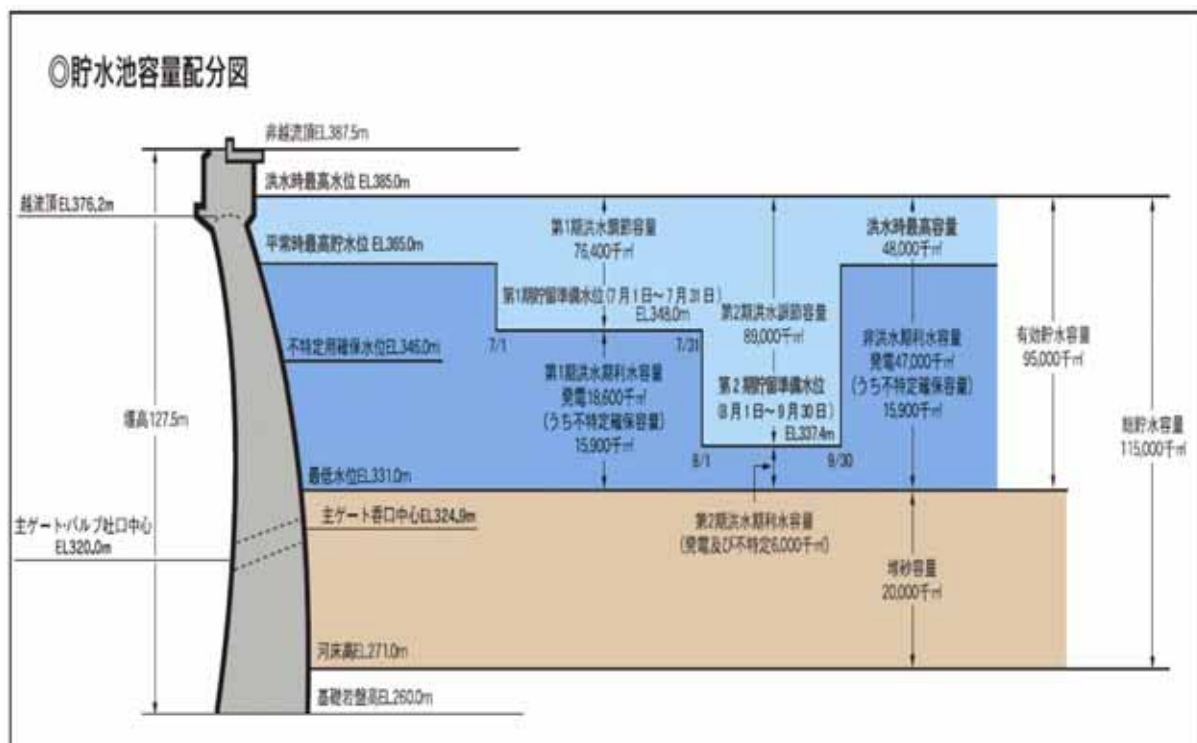 ◎貯水池容量配分図
非越流頂EL387.5m
洪水時最高水位 EL385.0m
越流頂EL376.2m
平常時最高貯水位 EL365.0m
第1期洪水調節容量
76,400千㎥
洪水時最高容量
48,000千㎥
第1期貯留準備水位(7月1日～7月31日)
EL348.0m
7/1
7/31
第2期洪水調節容量
89,000千㎥
有効貯水容量
95,000千㎥
不特定用確保水位EL346.0m
第1期洪水期利水容量
発電18,600千㎥
(うち不特定確保容量)
15,900千㎥
第2期貯留準備水位
(8月1日～9月30日)
EL337.4m
8/1
9/30
非洪水期利水容量
発電47,000千㎥
(うち不特定確保容量)
15,900千㎥
堤高127.5m
総貯水容量
115,000千㎥
最低水位EL331.0m
主ゲート呑口中心EL324.9m
主ゲート・バルブ吐口中心
EL320.0m
第2期洪水期利水容量
(発電及び不特定6,000千㎥)
堆砂容量
20,000千㎥
河床高EL271.0m
基礎岩盤高EL260.0m